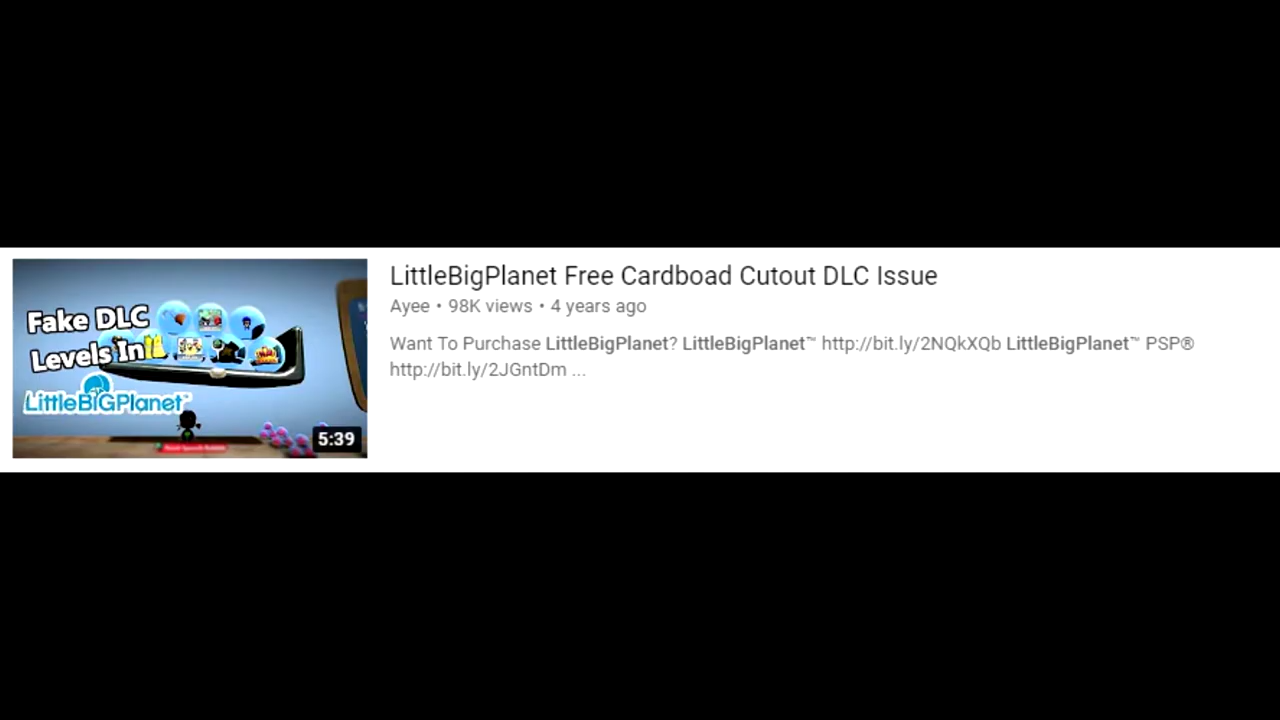 LittleBigPlanet Free Cardboad Cutout DLC Issue
Ayee • 98K views • 4 years ago
Want To Purchase LittleBigPlanet? LittleBigPlanet™ http://bit.ly/2NQkXQb LittleBigPlanet™ PSP®
http://bit.ly/2JGntDm ...
Fake DLC
Levels In
LittleBIGPlanet™
5:39